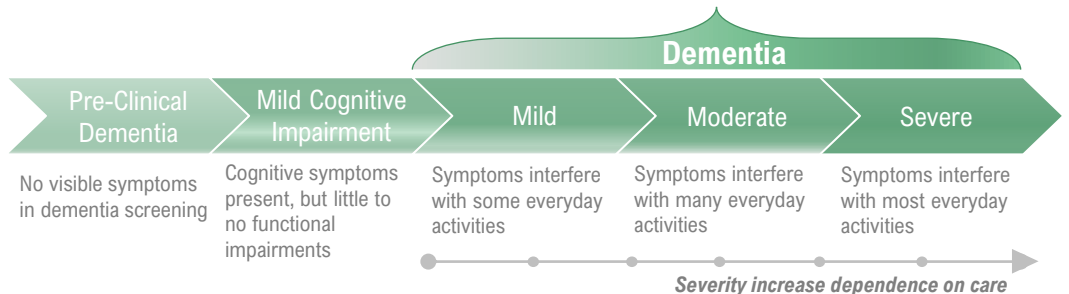 Dementia
Pre-Clinical
Dementia
Mild Cognitive
Impairment
Mild
Moderate
Severe
No visible symptoms
in dementia screening
Cognitive symptoms
present, but little to
no functional
impairments
Symptoms interfere
with some everyday
activities
Symptoms interfere
with many everyday
activities
Symptoms interfere
with most everyday
activities
Severity increase dependence on care